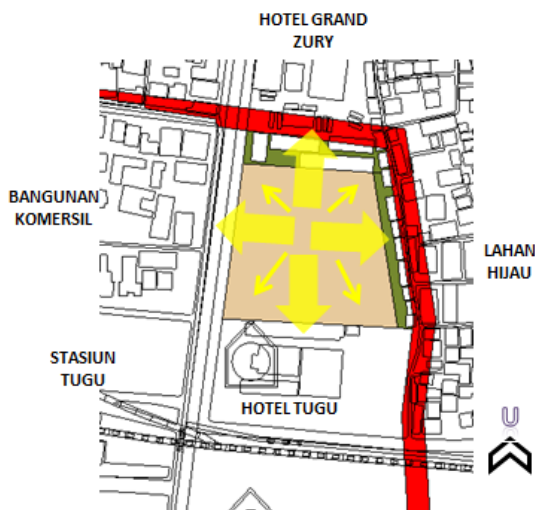 HOTEL GRAND
ZURY
BANGUNAN
KOMERSIL
LAHAN
HIJAU
STASIUN
TUGU
HOTEL TUGU
U